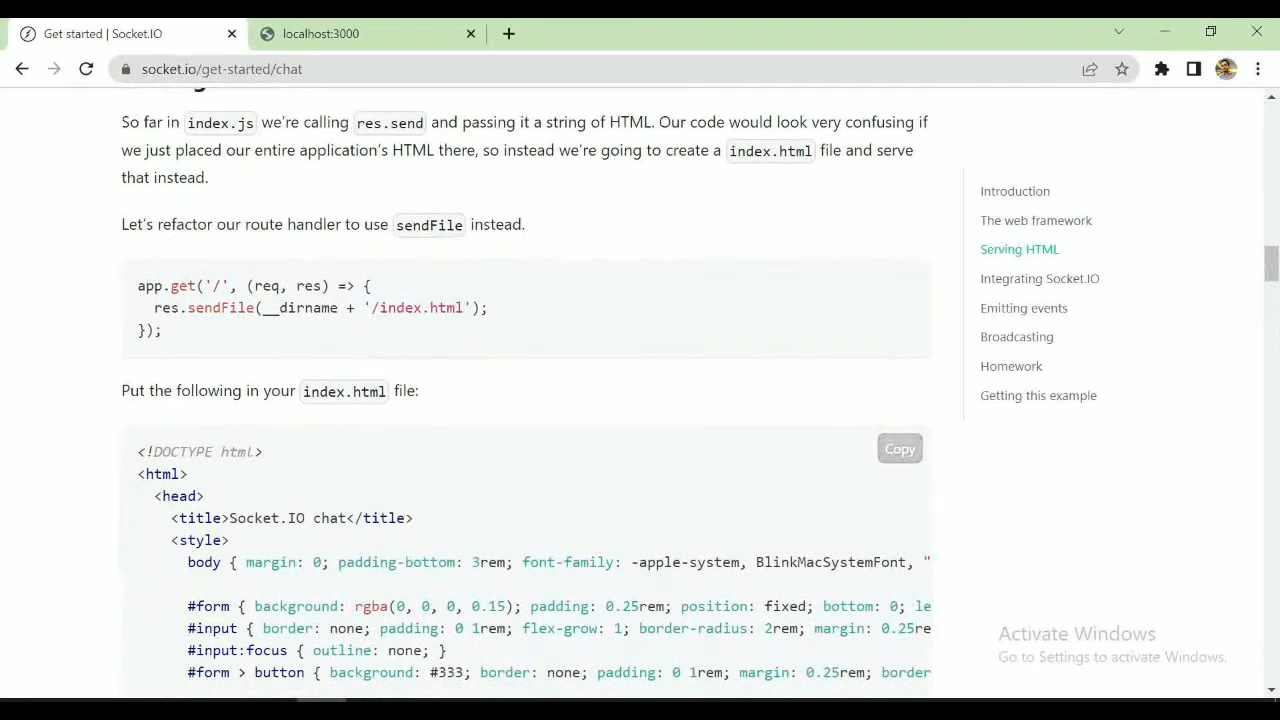 Get started | Socket.IO
localhost:3000
socket.io/get-started/chat
So far in index.js we're calling res.send and passing it a string of HTML. Our code would look very confusing if
we just placed our entire application's HTML there, so instead we're going to create a index.html file and serve
that instead.
Let's refactor our route handler to use sendFile instead.
app.get('/', (req, res) => {
res.sendFile(__dirname + '/index.html');
});
Put the following in your index.html file:
Copy
<!DOCTYPE html>
<html>
<head>
<title>Socket.IO chat</title>
<style>
body { margin: 0; padding-bottom: 3rem; font-family: -apple-system, BlinkMacSystemFont, "
#form { background: rgba(0, 0, 0, 0.15); padding: 0.25rem; position: fixed; bottom: 0; le
#input { border: none; padding: 0 1rem; flex-grow: 1; border-radius: 2rem; margin: 0.25re
#input:focus { outline: none; }
#form > button { background: #333; border: none; padding: 0 1rem; margin: 0.25rem; border
Introduction
The web framework
Serving HTML
Integrating Socket.IO
Emitting events
Broadcasting
Homework
Getting this example
Activate Windows
Go to Settings to activate Windows.